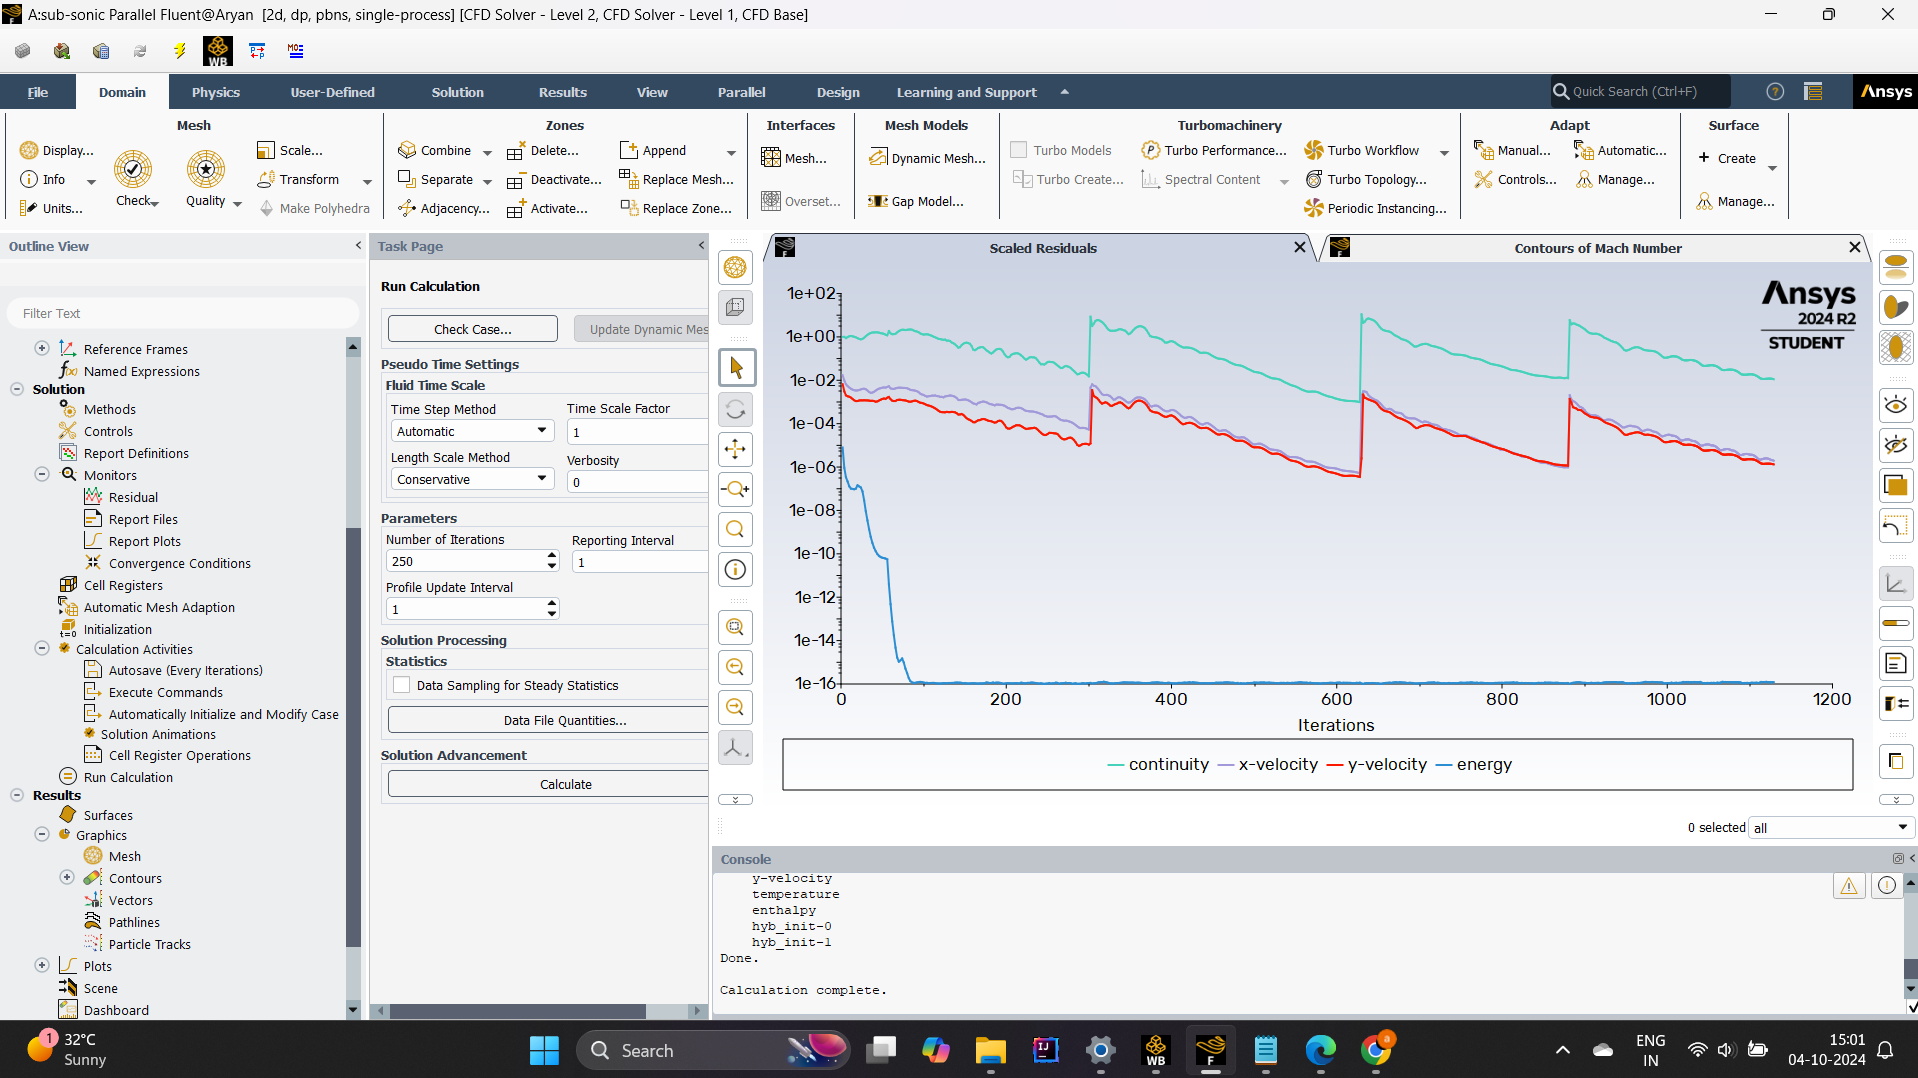 A:sub-sonic Parallel Fluent@Aryan [2d, dp, pbns, single-process] [CFD Solver - Level 2, CFD Solver - Level 1, CFD Base]
WB
File Domain Physics User-Defined Solution Results View Parallel Design Learning and Support
Quick Search (Ctrl+F)
Ansys
Mesh
Display...
Info
Units...
Check
Quality
Scale...
Transform
Make Polyhedra
Zones
Combine
Separate
Adjacency...
Delete...
Deactivate...
Activate...
Append
Replace Mesh...
Replace Zone...
Interfaces
Mesh...
Overset...
Mesh Models
Dynamic Mesh...
Gap Model...
Turbomachinery
Turbo Models
Turbo Create...
Turbo Performance...
Spectral Content
Turbo Workflow
Turbo Topology...
Periodic Instancing...
Adapt
Manual...
Controls...
Automatic...
Manage...
Surface
+ Create
Manage...
Outline View
Filter Text
Reference Frames
Named Expressions
Solution
Methods
Controls
Report Definitions
Monitors
Residual
Report Files
Report Plots
Convergence Conditions
Cell Registers
Automatic Mesh Adaption
t=0
Initialization
Calculation Activities
Autosave (Every Iterations)
Execute Commands
Automatically Initialize and Modify Case
Solution Animations
Cell Register Operations
Run Calculation
Results
Surfaces
Graphics
Mesh
Contours
Vectors
Pathlines
Particle Tracks
Plots
Scene
Dashboard
Task Page
Run Calculation
Check Case...
Update Dynamic Mes
Pseudo Time Settings
Fluid Time Scale
Time Step Method
Automatic
Time Scale Factor
1
Length Scale Method
Conservative
Verbosity
0
Parameters
Number of Iterations
250
Reporting Interval
1
Profile Update Interval
1
Solution Processing
Statistics
Data Sampling for Steady Statistics
Data File Quantities...
Solution Advancement
Calculate
Scaled Residuals
Contours of Mach Number
Ansys
2024 R2
STUDENT
1e+02
1e+00
1e-02
1e-04
1e-06
1e-08
1e-10
1e-12
1e-14
1e-16
0 200 400 600 800 1000 1200
Iterations
continuity x-velocity y-velocity energy
0 selected all
Console
y-velocity
temperature
enthalpy
hyb_init-0
hyb_init-1
Done.
Calculation complete.
1
32°C
Sunny
Search
WB
F
ENG
IN
15:01
04-10-2024